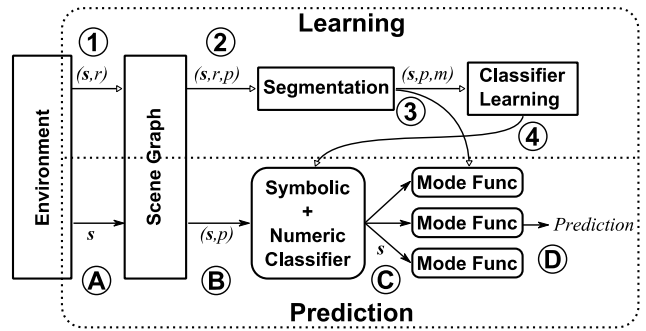 Learning
1
2
(s,r)
(s,r,p)
Segmentation
(s,p,m)
Classifier
Learning
3
4
Environment
Scene Graph
Symbolic
+
Numeric
Classifier
Mode Func
Mode Func
Mode Func
Prediction
s
(s,p)
s
A
B
C
D
Prediction